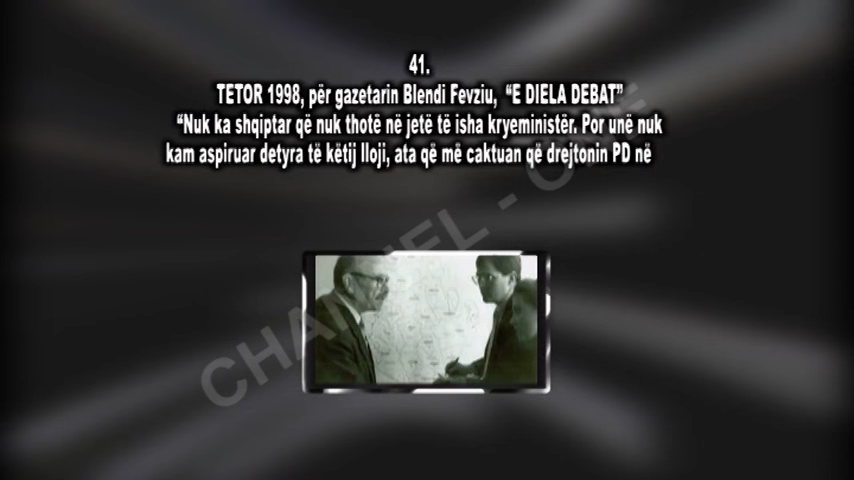 41.
TETOR 1998, për gazetarin Blendi Fevziu, “E DIELA DEBAT”
“Nuk ka shqiptar që nuk thotë në jetë të isha kryeministër. Por unë nuk
kam aspiruar detyra të këtij lloji, ata që më caktuan që drejtonin PD në
CHANNEL - ONE